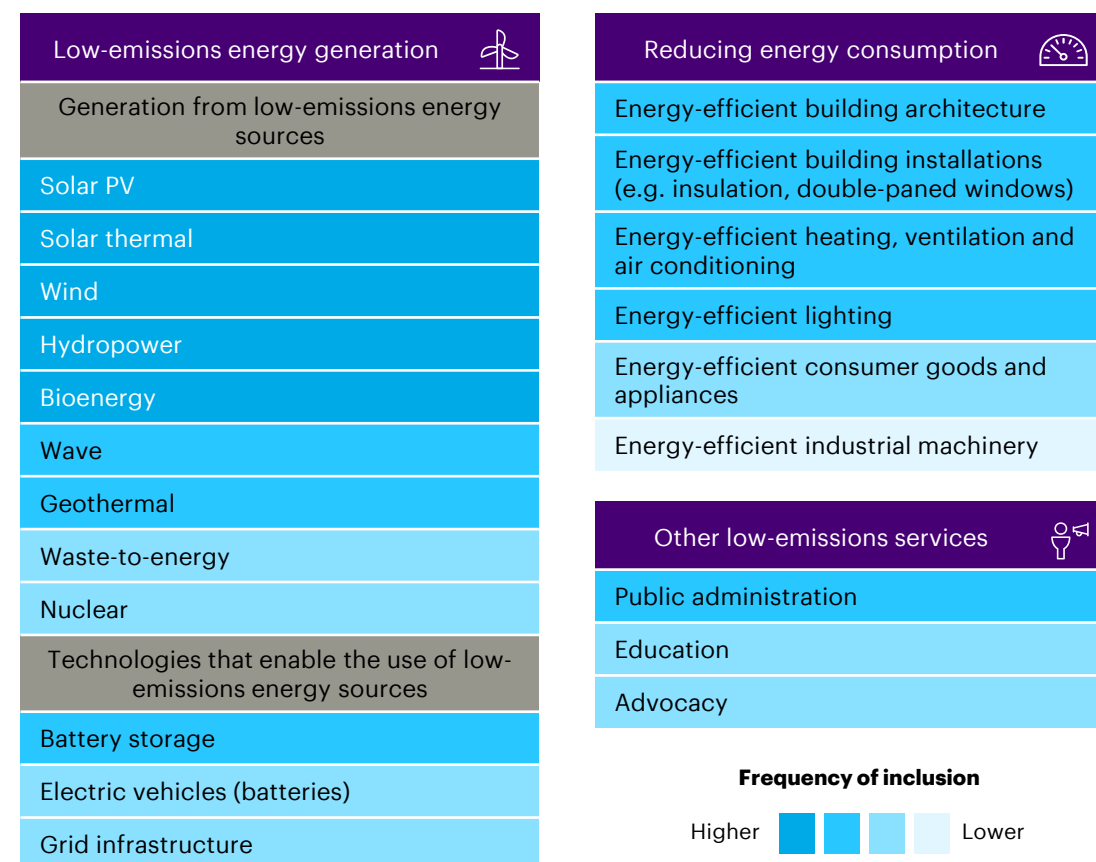 Low-emissions energy generation
Generation from low-emissions energy
sources
Solar PV
Solar thermal
Wind
Hydropower
Bioenergy
Wave
Geothermal
Waste-to-energy
Nuclear
Technologies that enable the use of low-
emissions energy sources
Battery storage
Electric vehicles (batteries)
Grid infrastructure
Reducing energy consumption
Energy-efficient building architecture
Energy-efficient building installations
(e.g. insulation, double-paned windows)
Energy-efficient heating, ventilation and
air conditioning
Energy-efficient lighting
Energy-efficient consumer goods and
appliances
Energy-efficient industrial machinery
Other low-emissions services
Public administration
Education
Advocacy
Frequency of inclusion
Higher Lower